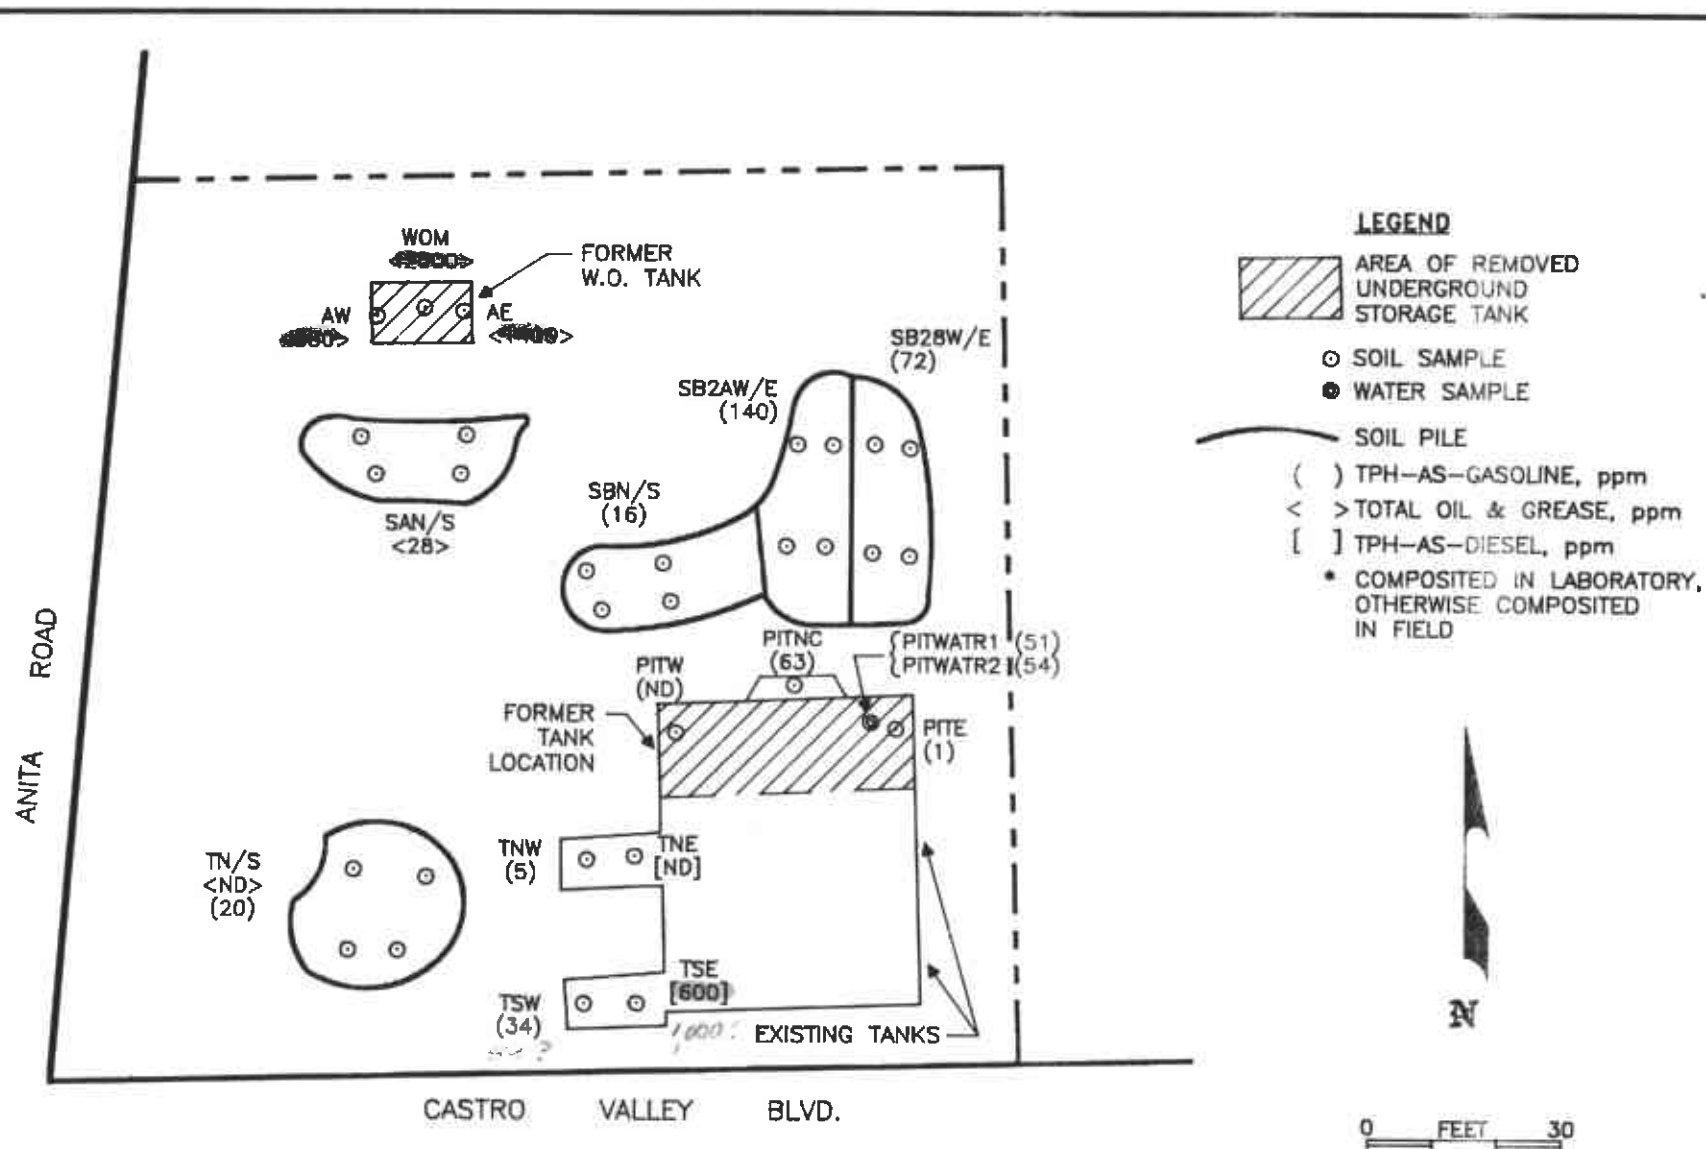 WOM
FORMER
W.O. TANK
AW
AE
SB28W/E
(72)
SB2AW/E
(140)
SBN/S
(16)
SAN/S
<28>
PITNC
(63)
{PITWATR1 (51)
{PITWATR2 (54)
PITW
(ND)
FORMER
TANK
LOCATION
PITE
(1)
TNW
(5)
TNE
[ND]
TN/S
<ND>
(20)
TSE
[600]
TSW
(34)
EXISTING TANKS
ANITA ROAD
CASTRO VALLEY BLVD.
LEGEND
AREA OF REMOVED
UNDERGROUND
STORAGE TANK
SOIL SAMPLE
WATER SAMPLE
SOIL PILE
( ) TPH-AS-GASOLINE, ppm
< > TOTAL OIL & GREASE, ppm
[ ] TPH-AS-DIESEL, ppm
* COMPOSITED IN LABORATORY,
OTHERWISE COMPOSITED
IN FIELD
N
0 FEET 30